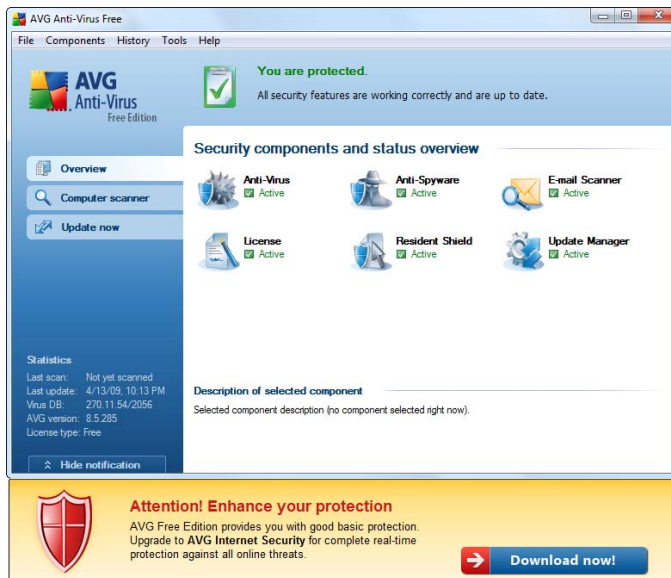 AVG Anti-Virus Free
File Components History Tools Help
AVG
Anti-Virus
Free Edition
You are protected.
All security features are working correctly and are up to date.
Overview
Computer scanner
Update now
Security components and status overview
Anti-Virus
Active
Anti-Spyware
Active
E-mail Scanner
Active
License
Active
Resident Shield
Active
Update Manager
Active
Statistics
Last scan: Not yet scanned
Last update: 4/13/09, 10:13 PM
Virus DB: 270.11.54/2056
AVG version: 8.5.285
License type: Free
Hide notification
Description of selected component
Selected component description (no component selected right now).
Attention! Enhance your protection
AVG Free Edition provides you with good basic protection.
Upgrade to AVG Internet Security for complete real-time
protection against all online threats.
Download now!